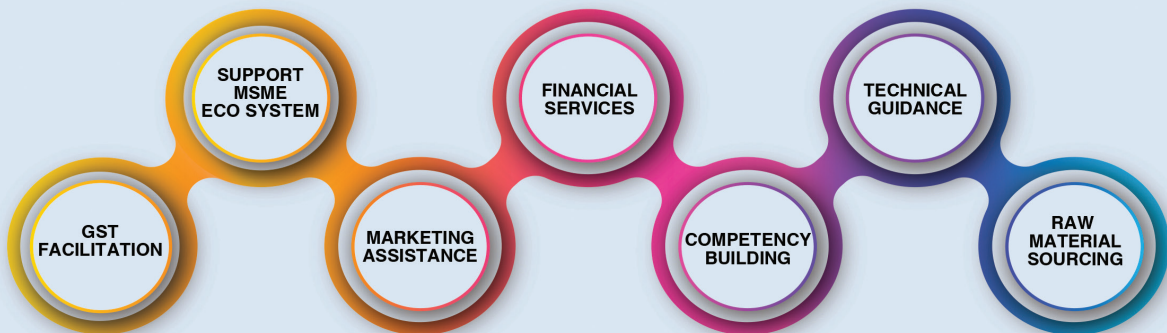 GST
FACILITATION
SUPPORT
MSME
ECO SYSTEM
MARKETING
ASSISTANCE
FINANCIAL
SERVICES
COMPETENCY
BUILDING
TECHNICAL
GUIDANCE
RAW
MATERIAL
SOURCING